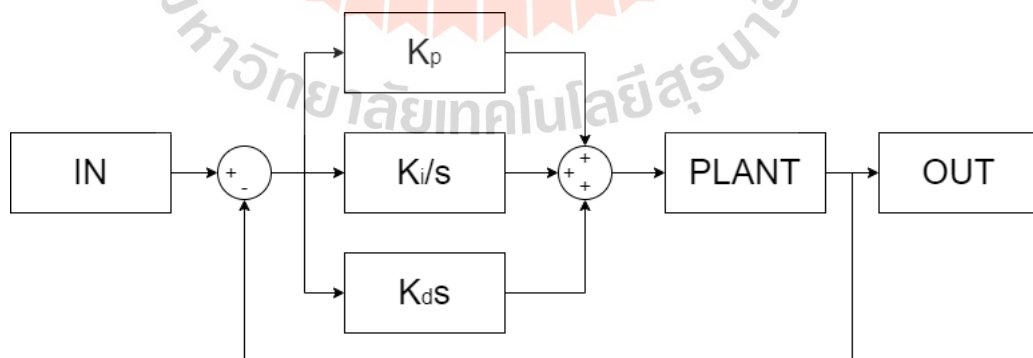 Kp
IN
+
-
Ki/s
+
+
+
PLANT
OUT
Kds